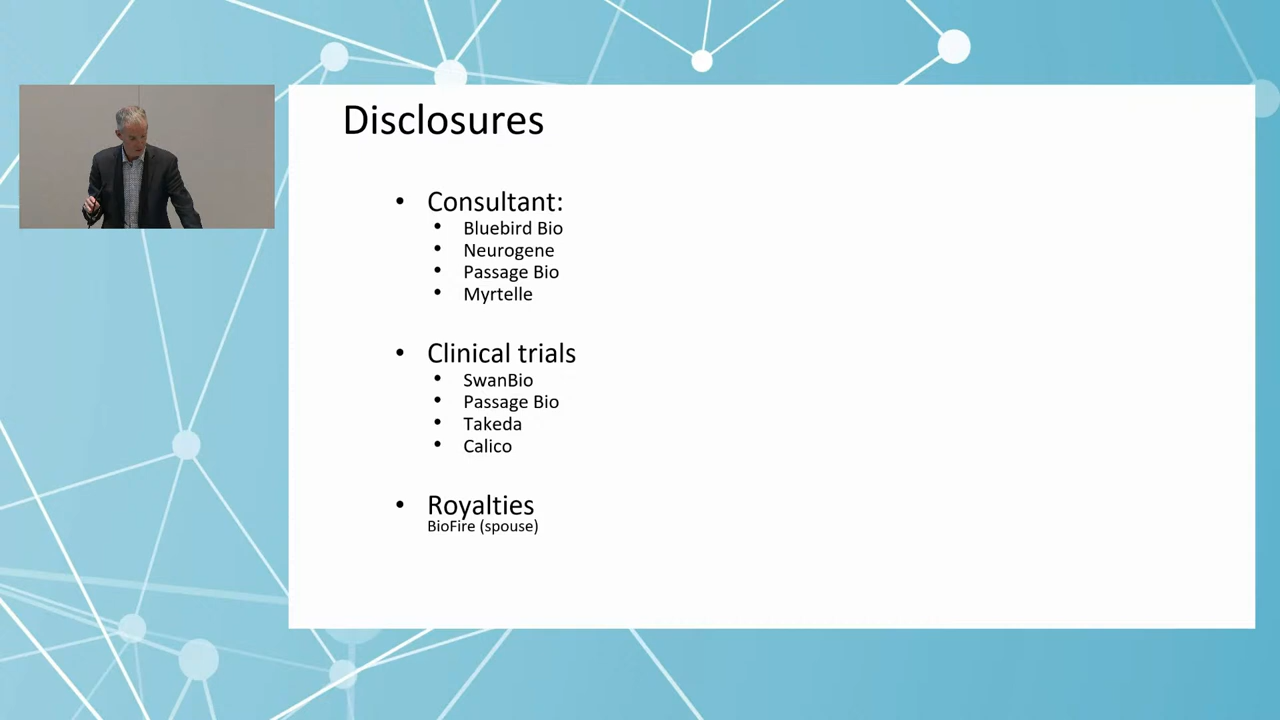 Disclosures
• Consultant:
• Bluebird Bio
• Neurogene
• Passage Bio
• Myrtelle
• Clinical trials
• SwanBio
• Passage Bio
• Takeda
• Calico
• Royalties
BioFire (spouse)